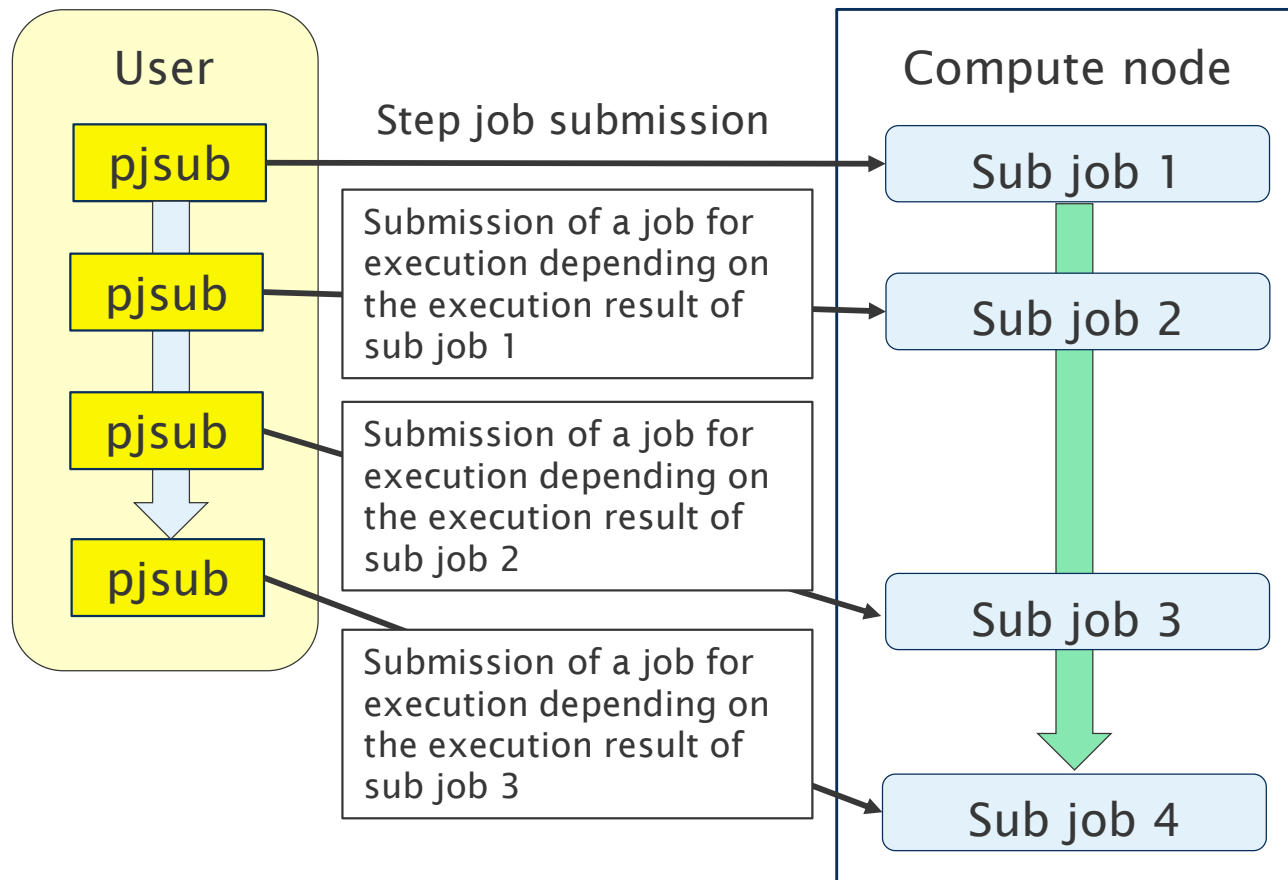 User
Compute node
Step job submission
pjsub
Sub job 1
Submission of a job for
execution depending on
the execution result of
sub job 1
pjsub
Sub job 2
pjsub
Submission of a job for
execution depending on
the execution result of
sub job 2
pjsub
Sub job 3
Submission of a job for
execution depending on
the execution result of
sub job 3
Sub job 4